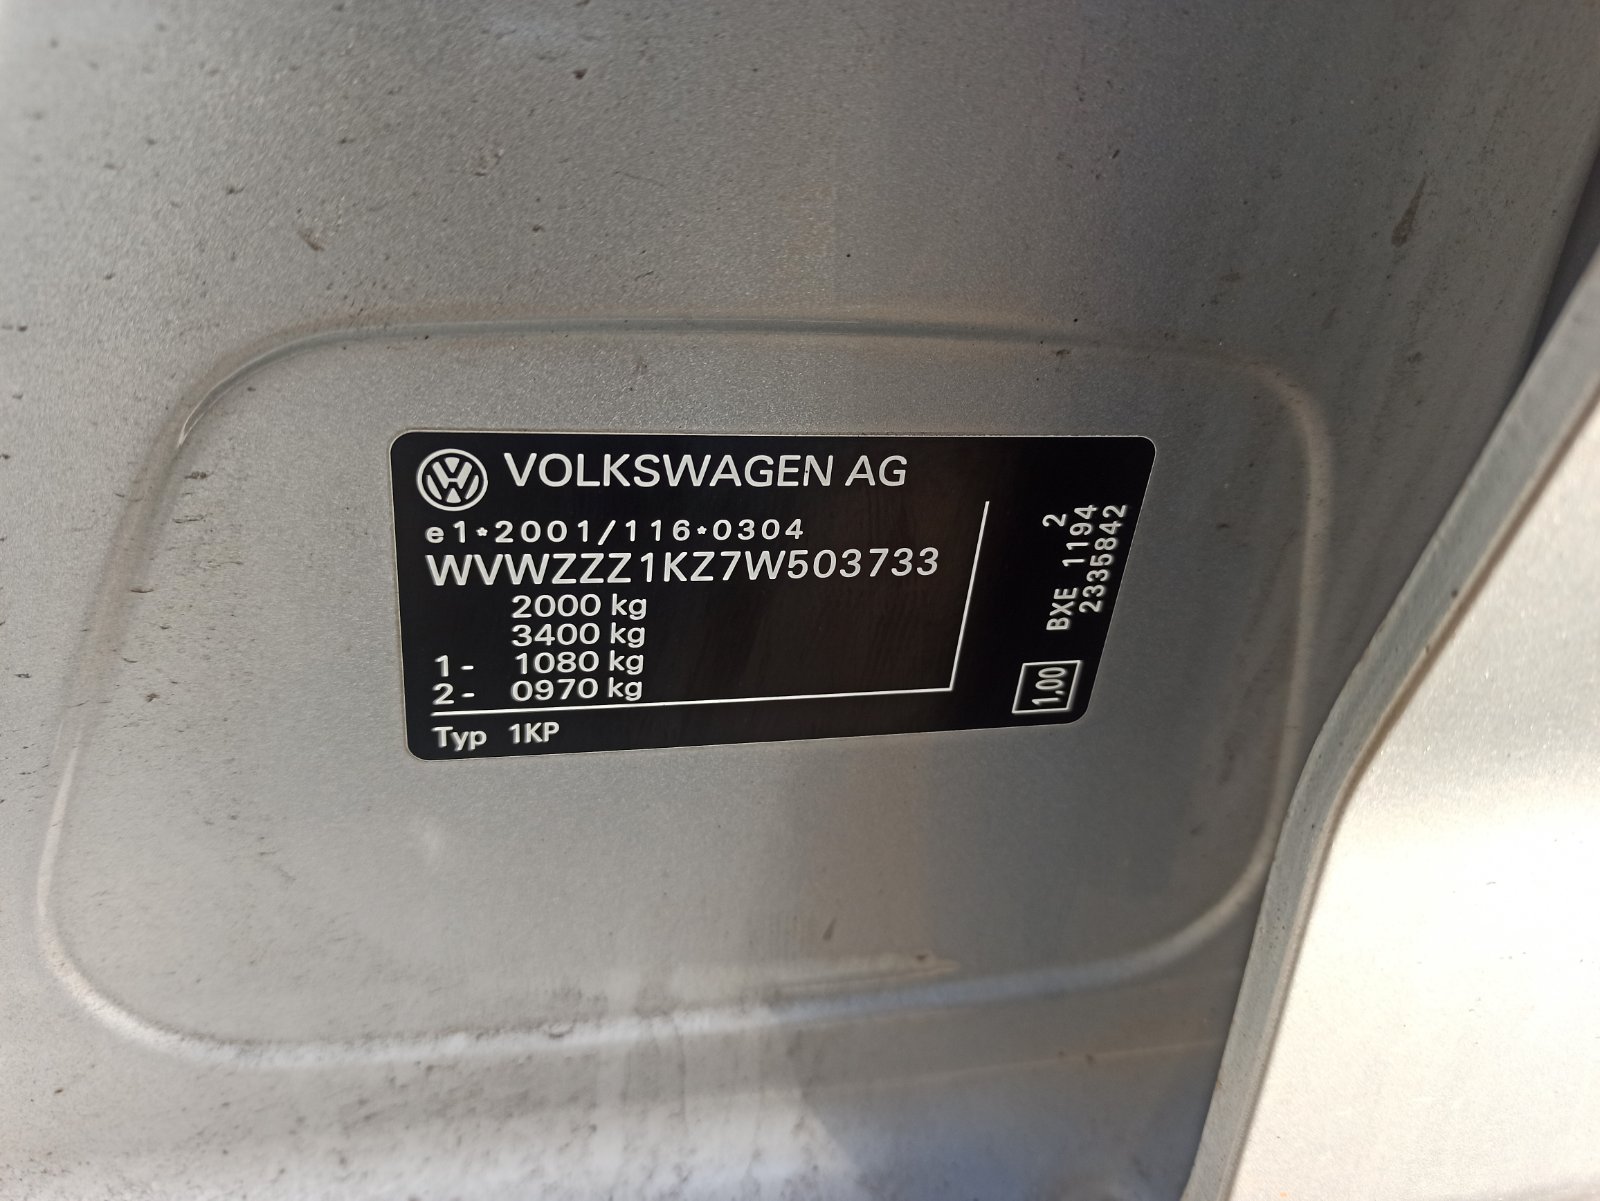 VOLKSWAGEN AG
e1*2001/116*0304
WVWZZZ1KZ7W503733
2000 kg
3400 kg
1- 1080 kg
2- 0970 kg
Typ 1KP
2
BXE 1194
2335842
1,00